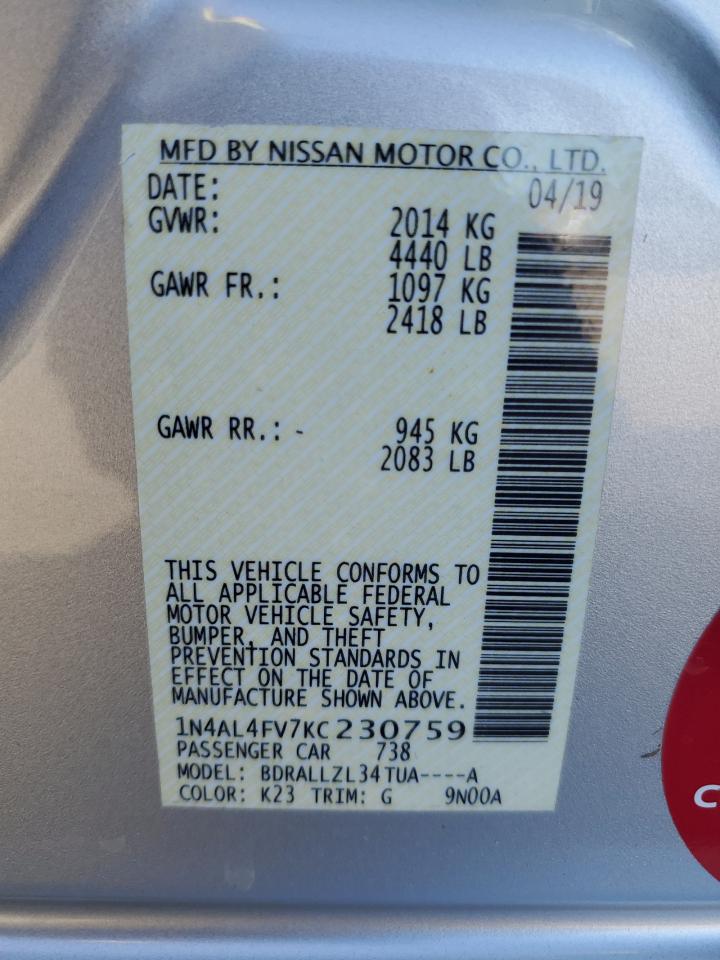 MFD BY NISSAN MOTOR CO., LTD.
DATE: 04/19
GVWR: 2014 KG
4440 LB
GAWR FR.: 1097 KG
2418 LB
GAWR RR.: - 945 KG
2083 LB
THIS VEHICLE CONFORMS TO
ALL APPLICABLE FEDERAL
MOTOR VEHICLE SAFETY,
BUMPER, AND THEFT
PREVENTION STANDARDS IN
EFFECT ON THE DATE OF
MANUFACTURE SHOWN ABOVE.
1N4AL4FV7KC230759
PASSENGER CAR 738
MODEL: BDRALLZL34TUA----A
COLOR: K23 TRIM: G 9N00A